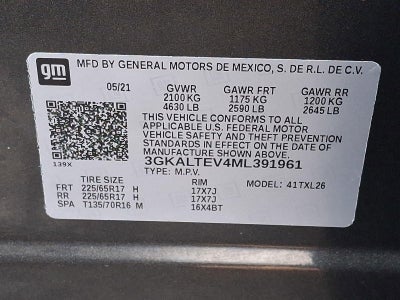 gm
MFD BY GENERAL MOTORS DE MEXICO, S. DE R.L. DE C.V.
05/21 GVWR GAWR FRT GAWR RR
2100 KG 1175 KG 1200 KG
4630 LB 2590 LB 2645 LB
THIS VEHICLE CONFORMS TO ALL
APPLICABLE U.S. FEDERAL MOTOR
VEHICLE SAFETY AND THEFT PREVENTION
STANDARDS IN EFFECT ON THE DATE OF
MANUFACTURE SHOWN ABOVE.
139X
3GKALTEV4ML391961
TYPE: M.P.V.
TIRE SIZE RIM MODEL: 41TXL26
FRT 225/65R17 H 17X7J
RR 225/65R17 H 17X7J
SPA T135/70R16 M 16X4BT